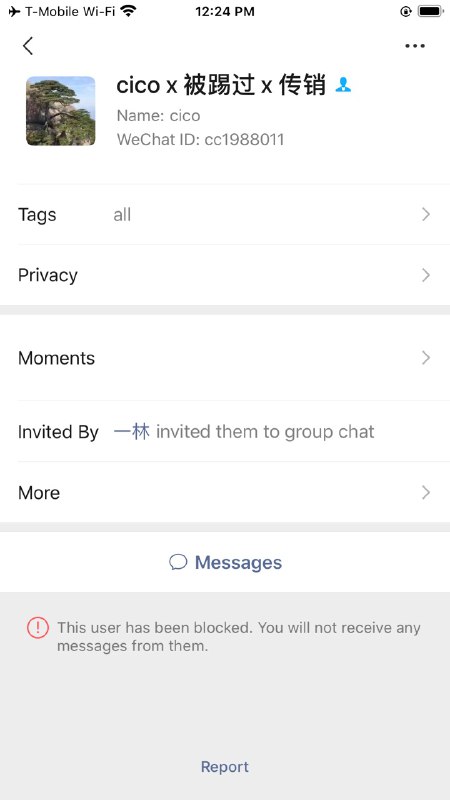 T-Mobile Wi-Fi 12:24 PM
cico x 被踢过 x 传销
Name: cico
WeChat ID: cc1988011
Tags all
Privacy
Moments
Invited By 一林 invited them to group chat
More
Messages
This user has been blocked. You will not receive any
messages from them.
Report